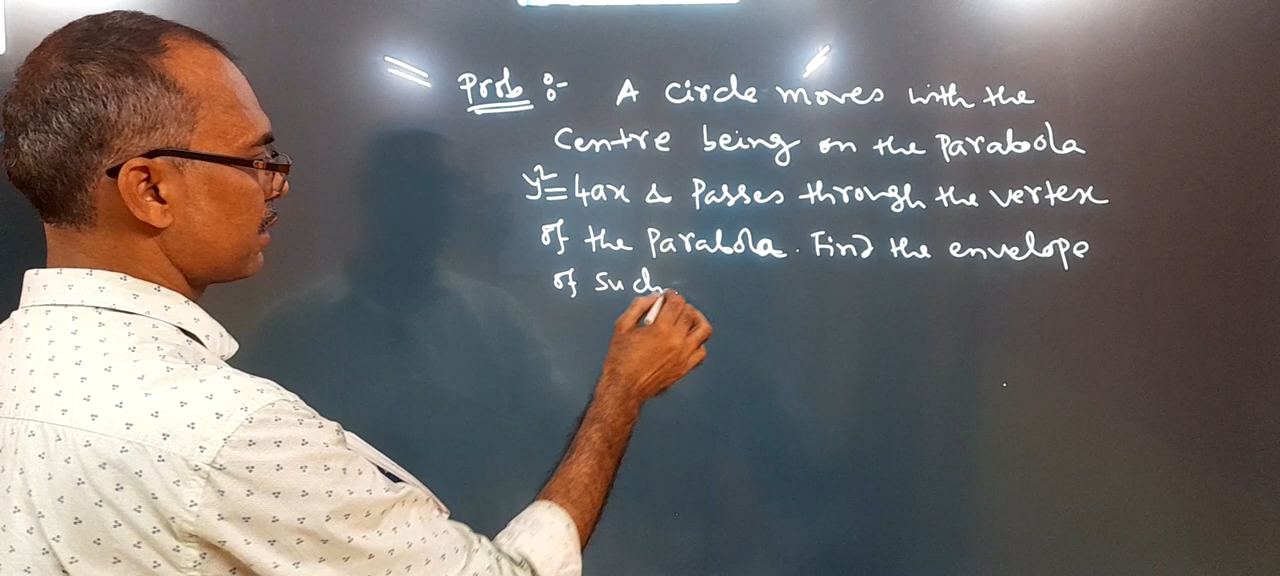 Prob :- A circle moves with the
Centre being on the Parabola
y²=4ax & Passes through the vertex
of the Parabola. Find the envelope
of such